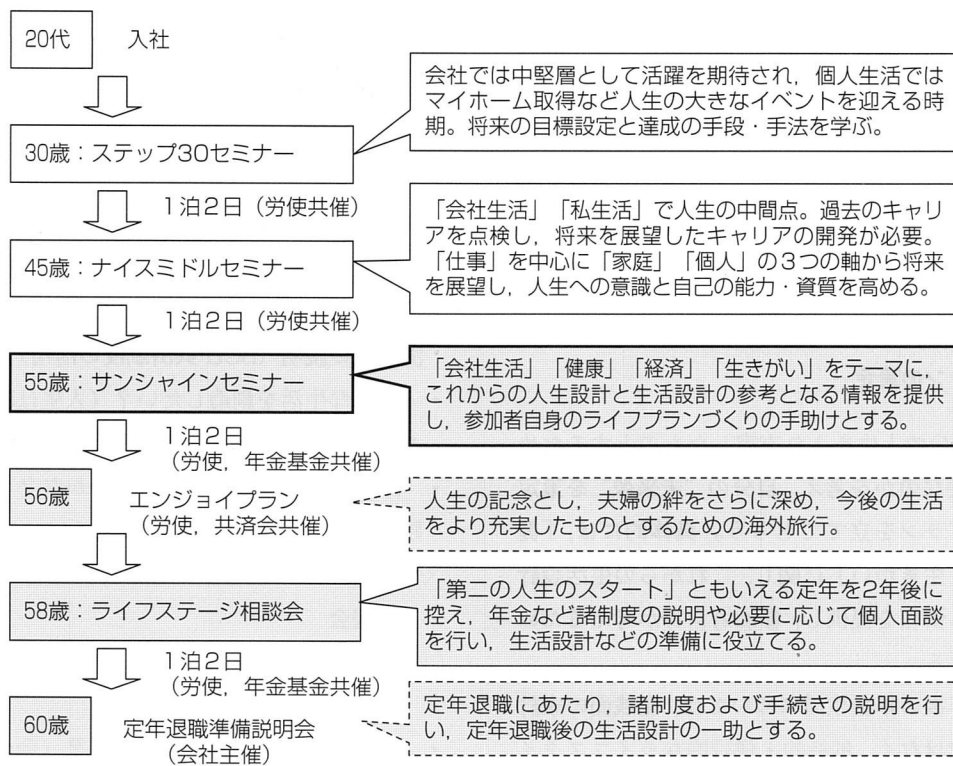 20代 入社
会社では中堅層として活躍を期待され，個人生活では
マイホーム取得など人生の大きなイベントを迎える時
期。将来の目標設定と達成の手段・手法を学ぶ。
30歳：ステップ30セミナー
1泊2日（労使共催）
「会社生活」「私生活」で人生の中間点。過去のキャリ
アを点検し，将来を展望したキャリアの開発が必要。
「仕事」を中心に「家庭」「個人」の3つの軸から将来
を展望し，人生への意識と自己の能力・資質を高める。
45歳：ナイスミドルセミナー
1泊2日（労使共催）
55歳：サンシャインセミナー
「会社生活」「健康」「経済」「生きがい」をテーマに，
これからの人生設計と生活設計の参考となる情報を提供
し，参加者自身のライフプランづくりの手助けとする。
1泊2日
（労使，年金基金共催）
56歳
エンジョイプラン
（労使，共済会共催）
人生の記念とし，夫婦の絆をさらに深め，今後の生活
をより充実したものとするための海外旅行。
58歳：ライフステージ相談会
「第二の人生のスタート」ともいえる定年を2年後に
控え，年金など諸制度の説明や必要に応じて個人面談
を行い，生活設計などの準備に役立てる。
1泊2日
（労使，年金基金共催）
60歳
定年退職準備説明会
（会社主催）
定年退職にあたり，諸制度および手続きの説明を行
い，定年退職後の生活設計の一助とする。